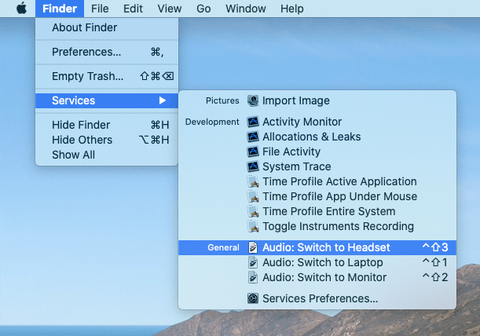 Finder File Edit View Go Window Help
About Finder
Preferences... ⌘,
Empty Trash... ⇧⌘⌫
Services ▶
Hide Finder ⌘H
Hide Others ⌥⌘H
Show All
Pictures Import Image
Development Activity Monitor
Allocations & Leaks
File Activity
System Trace
Time Profile Active Application
Time Profile App Under Mouse
Time Profile Entire System
Toggle Instruments Recording
General Audio: Switch to Headset ^⇧3
Audio: Switch to Laptop ^⇧1
Audio: Switch to Monitor ^⇧2
Services Preferences...